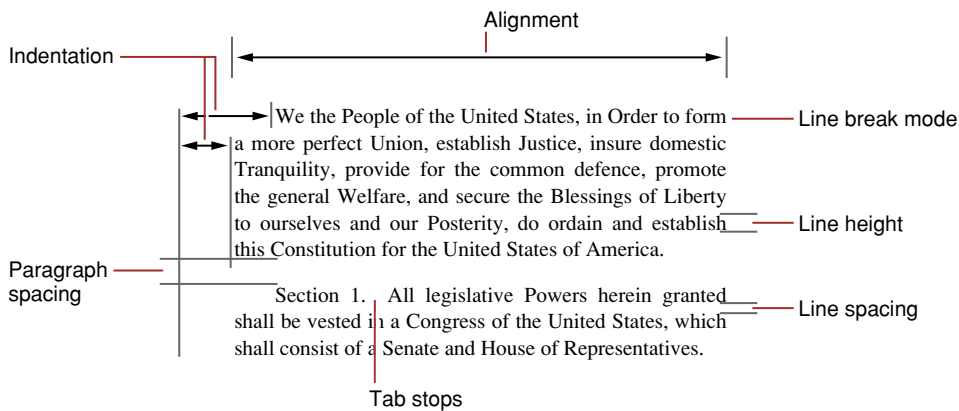 Alignment
Indentation
We the People of the United States, in Order to form
Line break mode
a more perfect Union, establish Justice, insure domestic
Tranquility, provide for the common defence, promote
the general Welfare, and secure the Blessings of Liberty
to ourselves and our Posterity, do ordain and establish
Line height
this Constitution for the United States of America.
Paragraph
spacing
Section 1. All legislative Powers herein granted
Line spacing
shall be vested in a Congress of the United States, which
shall consist of a Senate and House of Representatives.
Tab stops